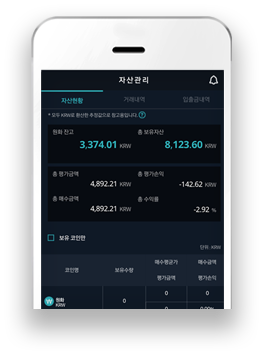 자산관리
자산현황 거래내역 입출금내역
* 모두 KRW로 환산한 추정값으로 참고용입니다. ?
원화 잔고 총 보유자산
3,374.01 KRW 8,123.60 KRW
총 평가금액 총 평가손익
4,892.21 KRW -142.62 KRW
총 매수금액 총 수익률
4,892.21 KRW -2.92 %
보유 코인만
단위: KRW
코인명 보유수량 매수평균가 매수금액
평가금액 평가손익
W 원화 KRW 0 0 0
0 0.00%